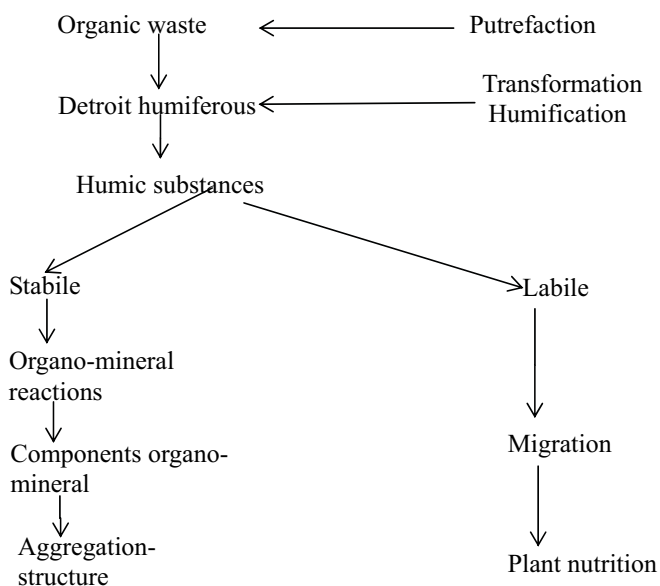 Organic waste
Putrefaction
Detroit humiferous
Transformation
Humification
Humic substances
Stabile
Labile
Organo-mineral
reactions
Migration
Components organo-
mineral
Aggregation-
structure
Plant nutrition